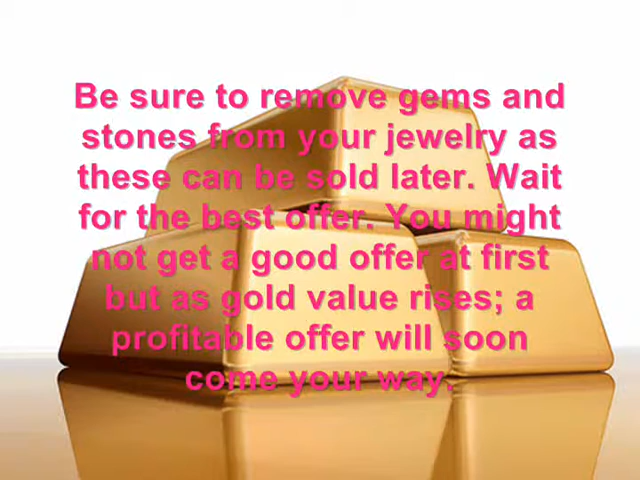 Be sure to remove gems and
stones from your jewelry as
these can be sold later. Wait
for the best offer. You might
not get a good offer at first
but as gold value rises; a
profitable offer will soon
come your way.